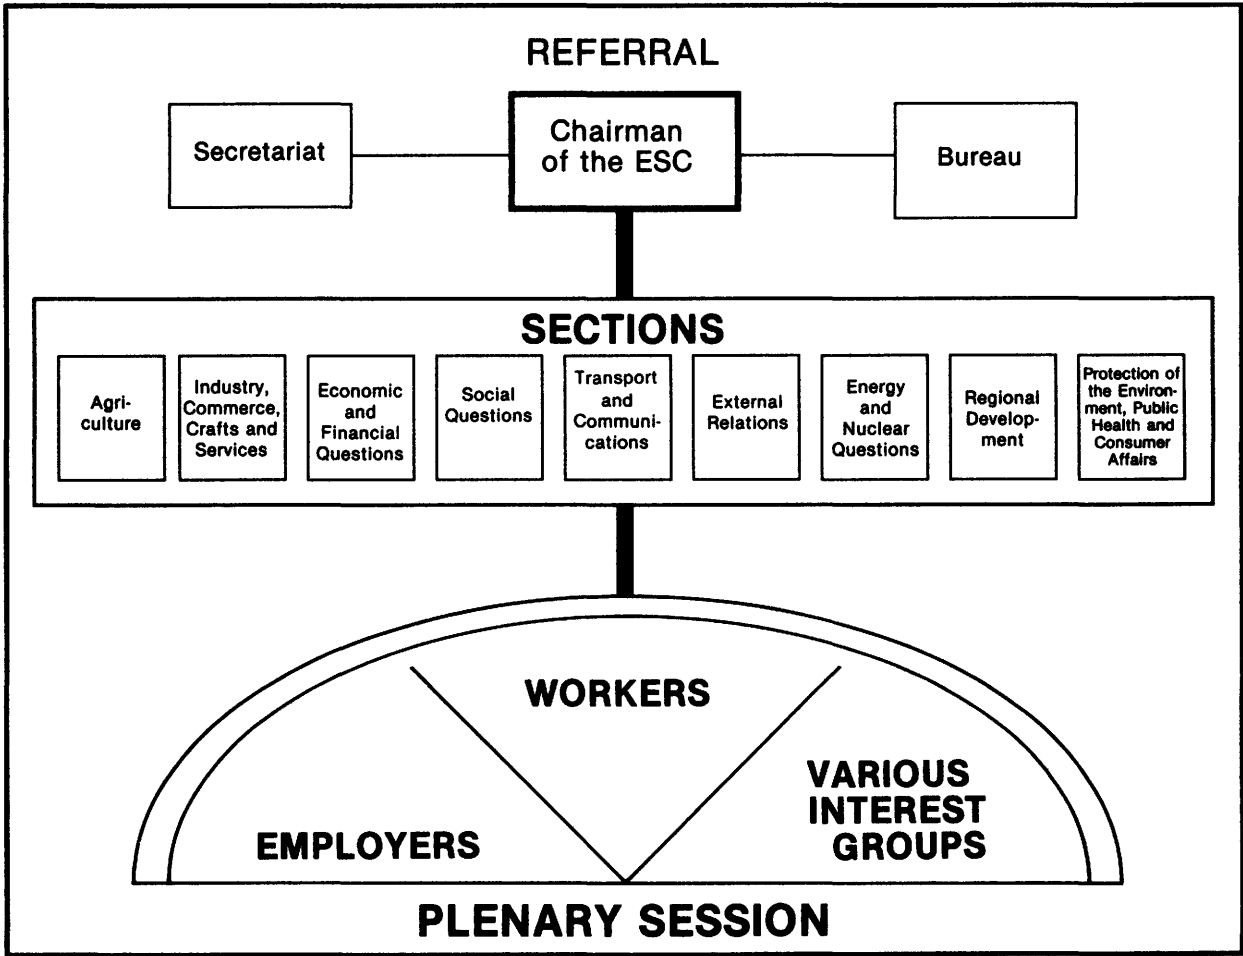 REFERRAL
Secretariat
Chairman
of the ESC
Bureau
SECTIONS
Agri-
culture
Industry,
Commerce,
Crafts and
Services
Economic
and
Financial
Questions
Social
Questions
Transport
and
Communi-
cations
External
Relations
Energy
and
Nuclear
Questions
Regional
Develop-
ment
Protection of
the Environ-
ment, Public
Health and
Consumer
Affairs
WORKERS
EMPLOYERS
VARIOUS
INTEREST
GROUPS
PLENARY SESSION